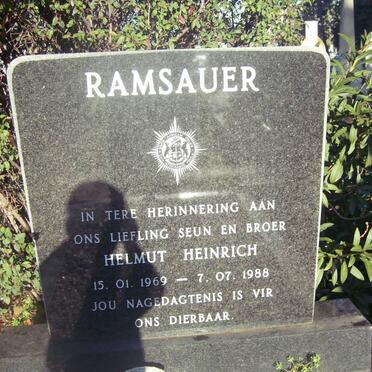 RAMSAUER
IN TERE HERINNERING AAN
ONS LIEFLING SEUN EN BROER
HELMUT HEINRICH
15. 01. 1969 – 7. 07. 1988
JOU NAGEDAGTENIS IS VIR
ONS DIERBAAR.